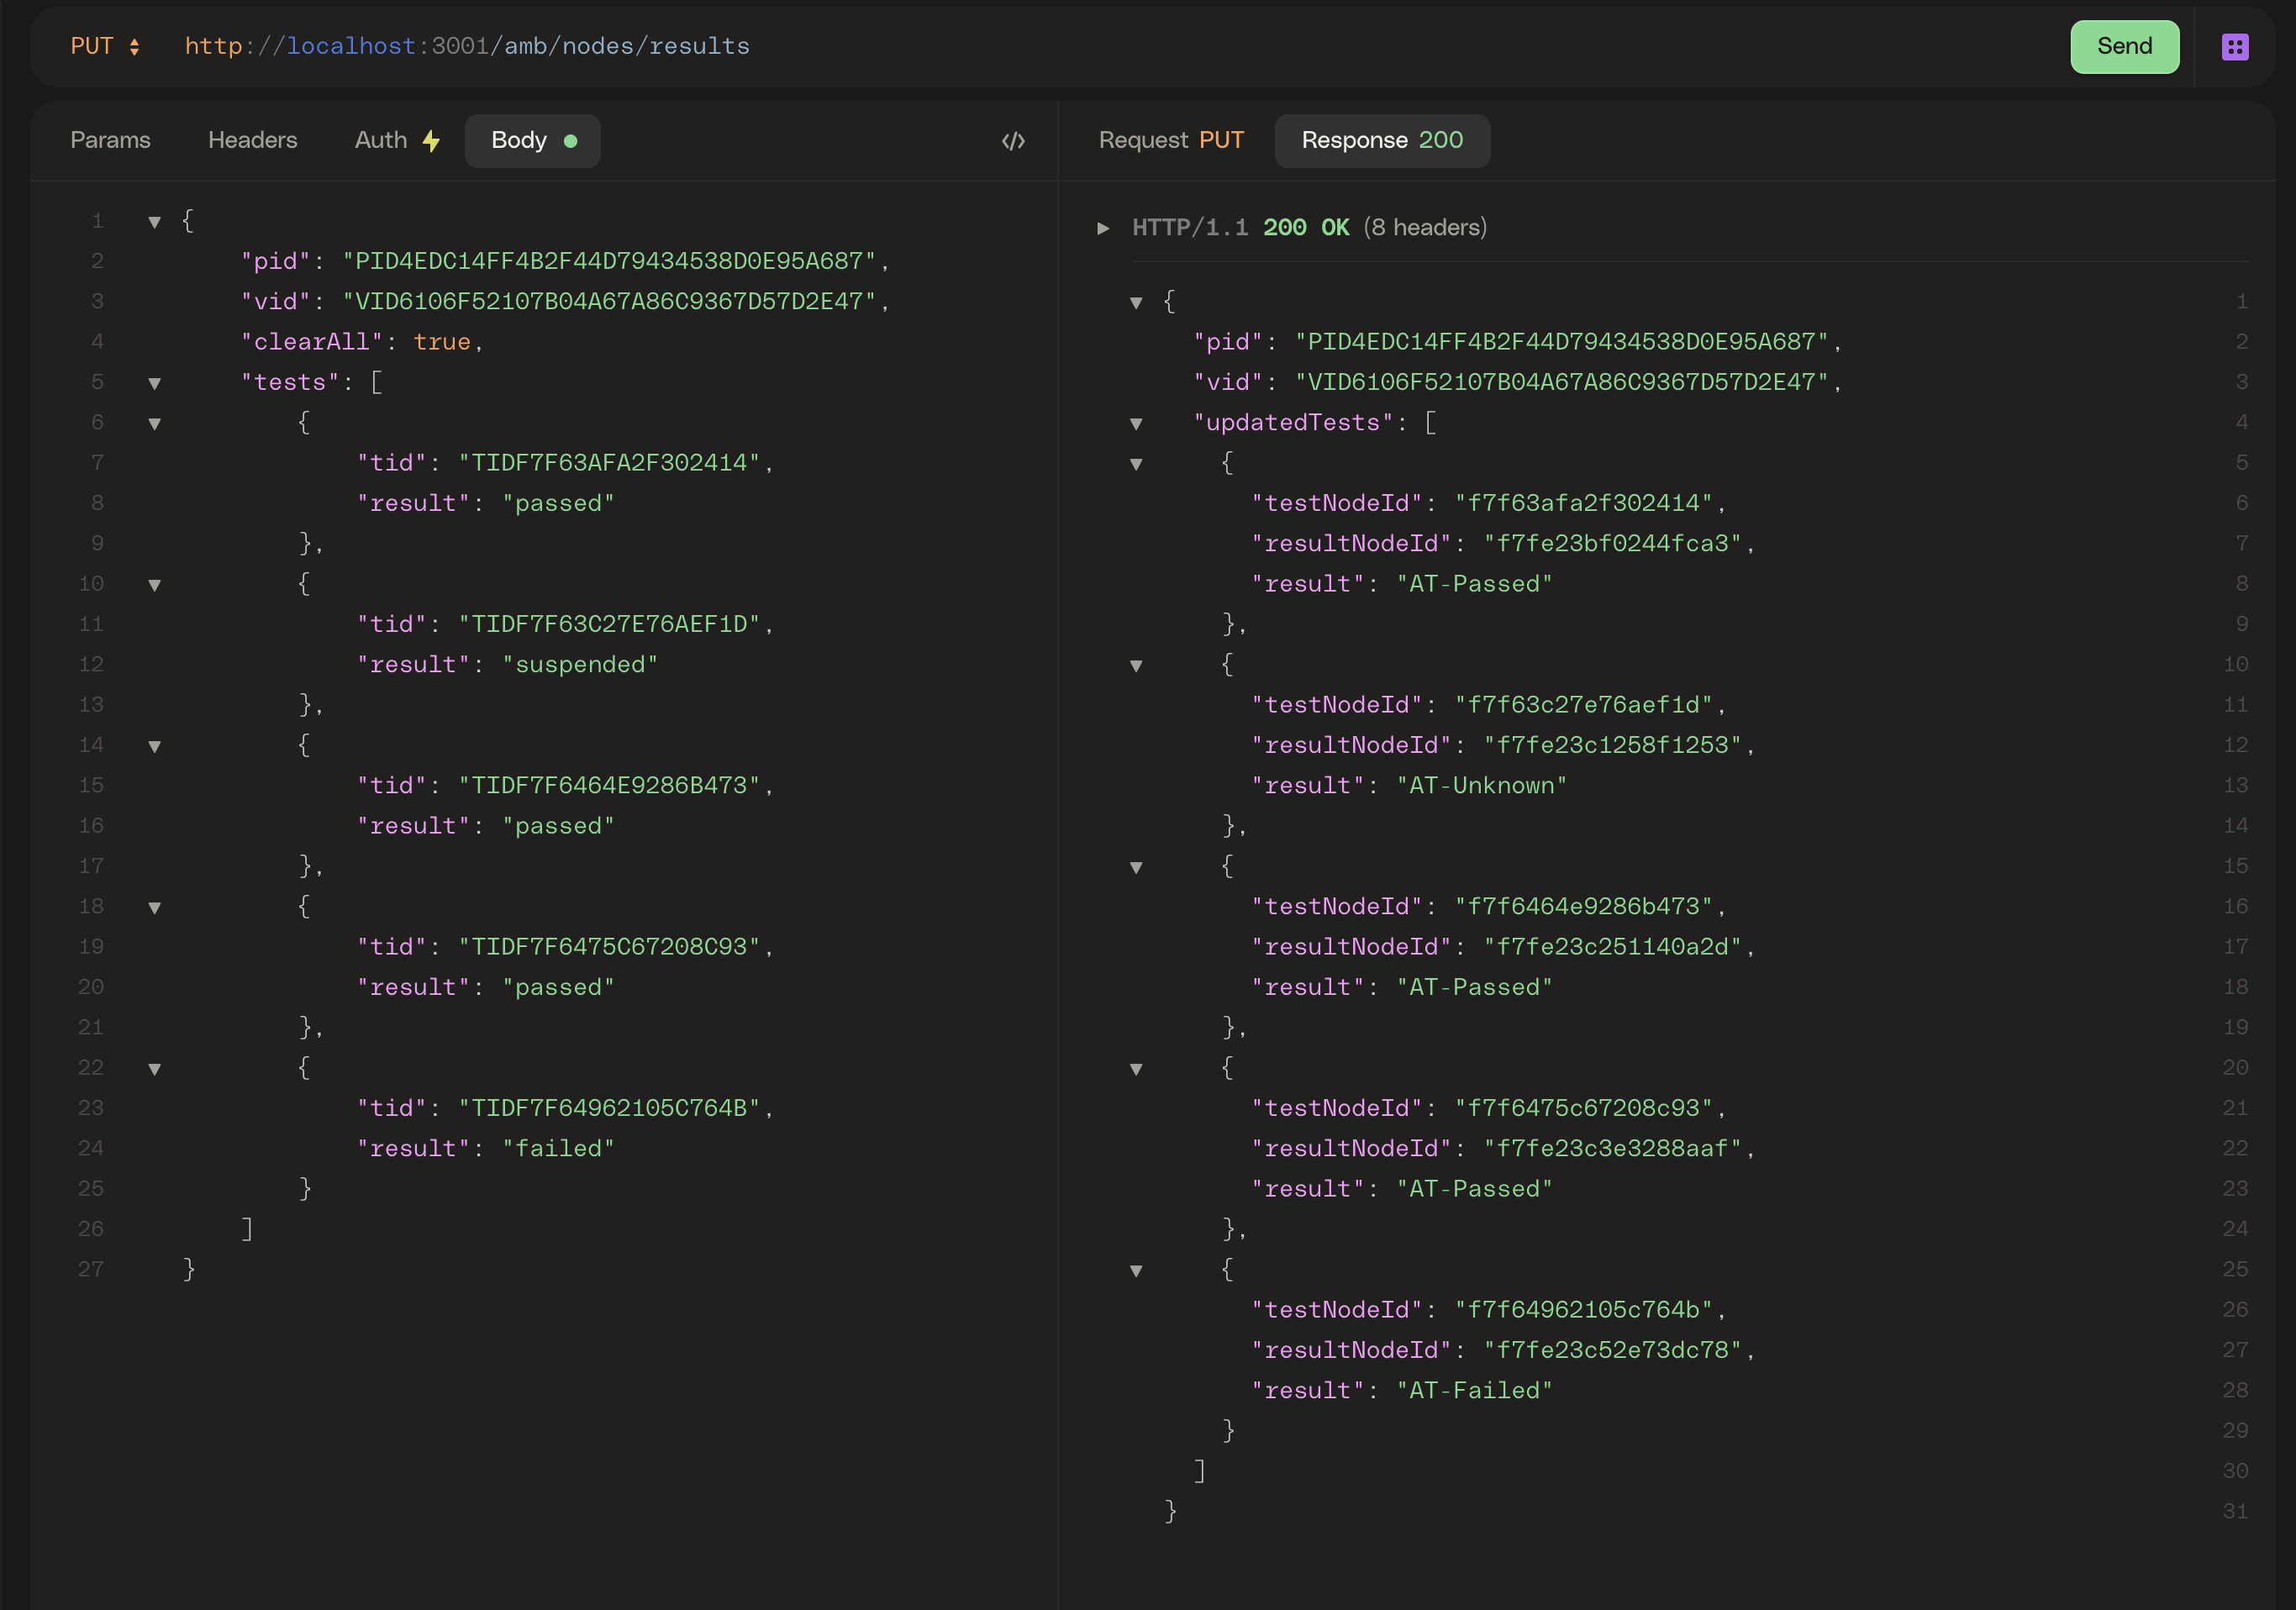 PUT http://localhost:3001/amb/nodes/results Send
Params Headers Auth Body
1 {
2 "pid": "PID4EDC14FF4B2F44D79434538D0E95A687",
3 "vid": "VID6106F52107B04A67A86C9367D57D2E47",
4 "clearAll": true,
5 "tests": [
6 {
7 "tid": "TIDF7F63AFA2F302414",
8 "result": "passed"
9 },
10 {
11 "tid": "TIDF7F63C27E76AEF1D",
12 "result": "suspended"
13 },
14 {
15 "tid": "TIDF7F6464E9286B473",
16 "result": "passed"
17 },
18 {
19 "tid": "TIDF7F6475C67208C93",
20 "result": "passed"
21 },
22 {
23 "tid": "TIDF7F64962105C764B",
24 "result": "failed"
25 }
26 ]
27 }
Request PUT Response 200
HTTP/1.1 200 OK (8 headers)
{ 1
"pid": "PID4EDC14FF4B2F44D79434538D0E95A687", 2
"vid": "VID6106F52107B04A67A86C9367D57D2E47", 3
"updatedTests": [ 4
{ 5
"testNodeId": "f7f63afa2f302414", 6
"resultNodeId": "f7fe23bf0244fca3", 7
"result": "AT-Passed" 8
}, 9
{ 10
"testNodeId": "f7f63c27e76aef1d", 11
"resultNodeId": "f7fe23c1258f1253", 12
"result": "AT-Unknown" 13
}, 14
{ 15
"testNodeId": "f7f6464e9286b473", 16
"resultNodeId": "f7fe23c251140a2d", 17
"result": "AT-Passed" 18
}, 19
{ 20
"testNodeId": "f7f6475c67208c93", 21
"resultNodeId": "f7fe23c3e3288aaf", 22
"result": "AT-Passed" 23
}, 24
{ 25
"testNodeId": "f7f64962105c764b", 26
"resultNodeId": "f7fe23c52e73dc78", 27
"result": "AT-Failed" 28
} 29
] 30
} 31